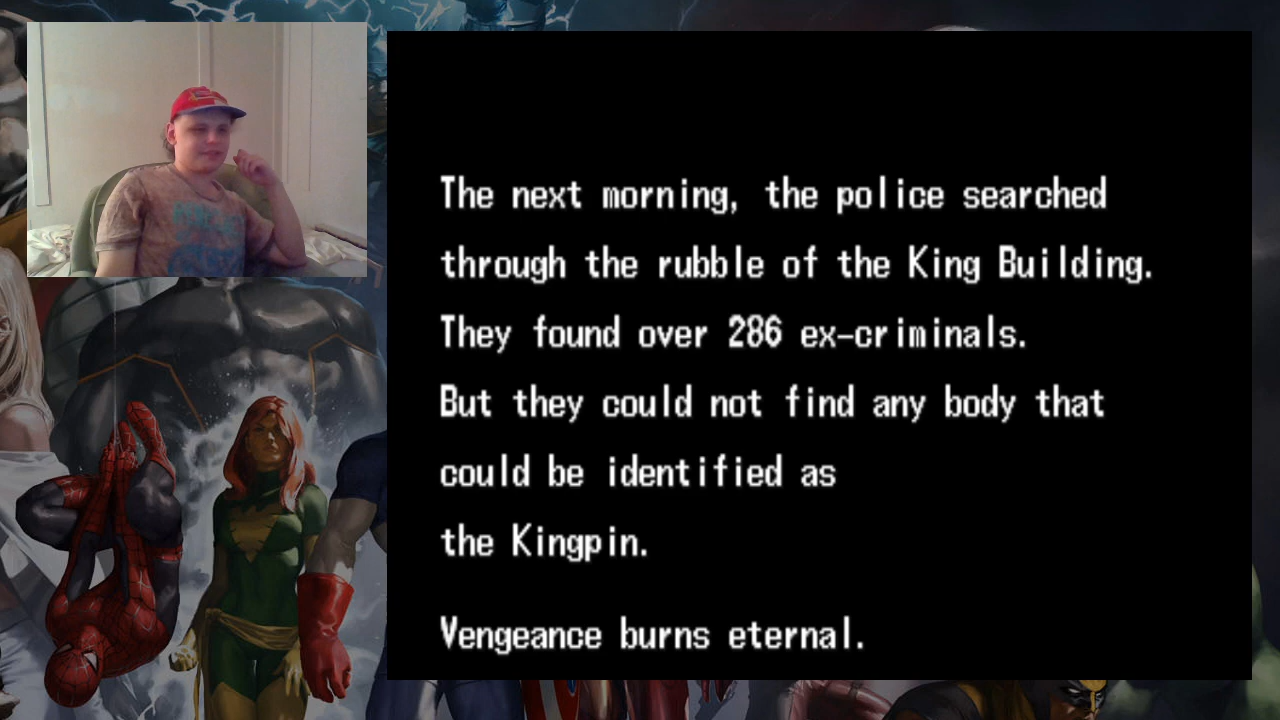 The next morning, the police searched
through the rubble of the King Building.
They found over 286 ex-criminals.
But they could not find any body that
could be identified as
the Kingpin.
Vengeance burns eternal.